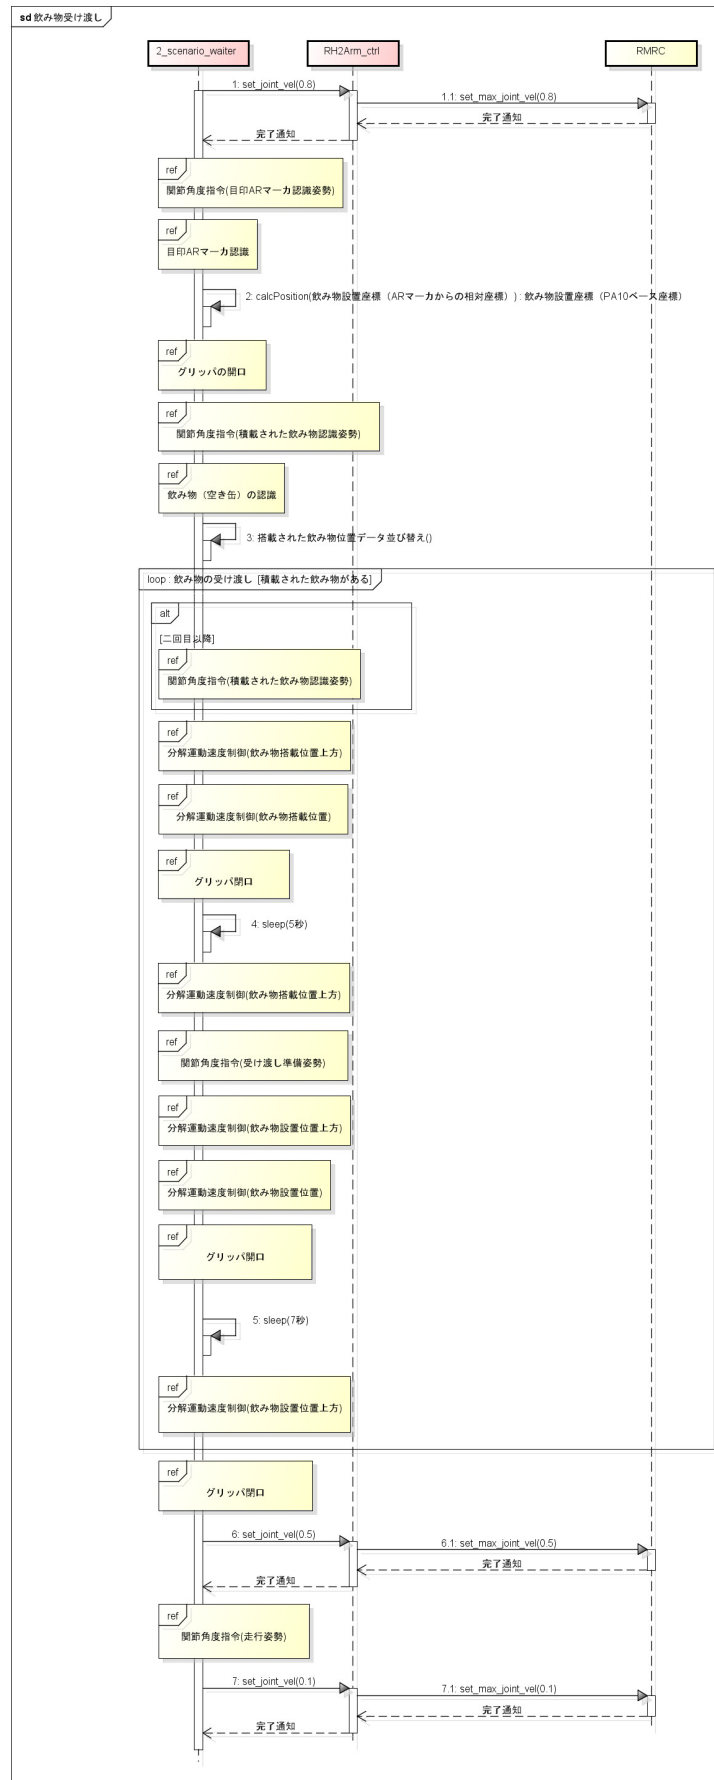 sd 飲み物受け渡し
2_scenario_waiter
RH2Arm_ctrl
RMRC
1: set_joint_vel(0.8)
1.1: set_max_joint_vel(0.8)
完了通知
完了通知
ref
関節角度指令(目印ARマーカ認識姿勢)
ref
目印ARマーカ認識
2: calcPosition(飲み物設置座標（ARマーカからの相対座標）) : 飲み物設置座標（PA10ベース座標）
ref
グリッパの開口
ref
関節角度指令(積載された飲み物認識姿勢)
ref
飲み物（空き缶）の認識
3: 搭載された飲み物位置データ並び替え()
loop : 飲み物の受け渡し [積載された飲み物がある]
alt
[二回目以降]
ref
関節角度指令(積載された飲み物認識姿勢)
ref
分解運動速度制御(飲み物搭載位置上方)
ref
分解運動速度制御(飲み物搭載位置)
ref
グリッパ閉口
4: sleep(5秒)
ref
分解運動速度制御(飲み物搭載位置上方)
ref
関節角度指令(受け渡し準備姿勢)
ref
分解運動速度制御(飲み物設置位置上方)
ref
分解運動速度制御(飲み物設置位置)
ref
グリッパ開口
5: sleep(7秒)
ref
分解運動速度制御(飲み物設置位置上方)
ref
グリッパ閉口
6: set_joint_vel(0.5)
6.1: set_max_joint_vel(0.5)
完了通知
完了通知
ref
関節角度指令(走行姿勢)
7: set_joint_vel(0.1)
7.1: set_max_joint_vel(0.1)
完了通知
完了通知